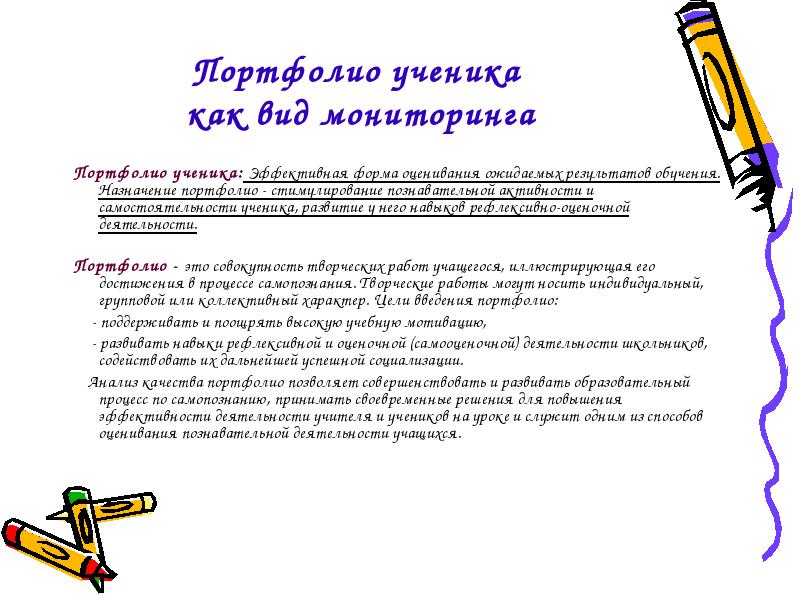 Портфолио ученика
как вид мониторинга
Портфолио ученика: Эффективная форма оценивания ожидаемых результатов обучения.
Назначение портфолио - стимулирование познавательной активности и
самостоятельности ученика, развитие у него навыков рефлексивно-оценочной
деятельности.
Портфолио - это совокупность творческих работ учащегося, иллюстрирующая его
достижения в процессе самопознания. Творческие работы могут носить индивидуальный,
групповой или коллективный характер. Цели введения портфолио:
- поддерживать и поощрять высокую учебную мотивацию,
- развивать навыки рефлексивной и оценочной (самооценочной) деятельности школьников,
содействовать их дальнейшей успешной социализации.
Анализ качества портфолио позволяет совершенствовать и развивать образовательный
процесс по самопознанию, принимать своевременные решения для повышения
эффективности деятельности учителя и учеников на уроке и служит одним из способов
оценивания познавательной деятельности учащихся.